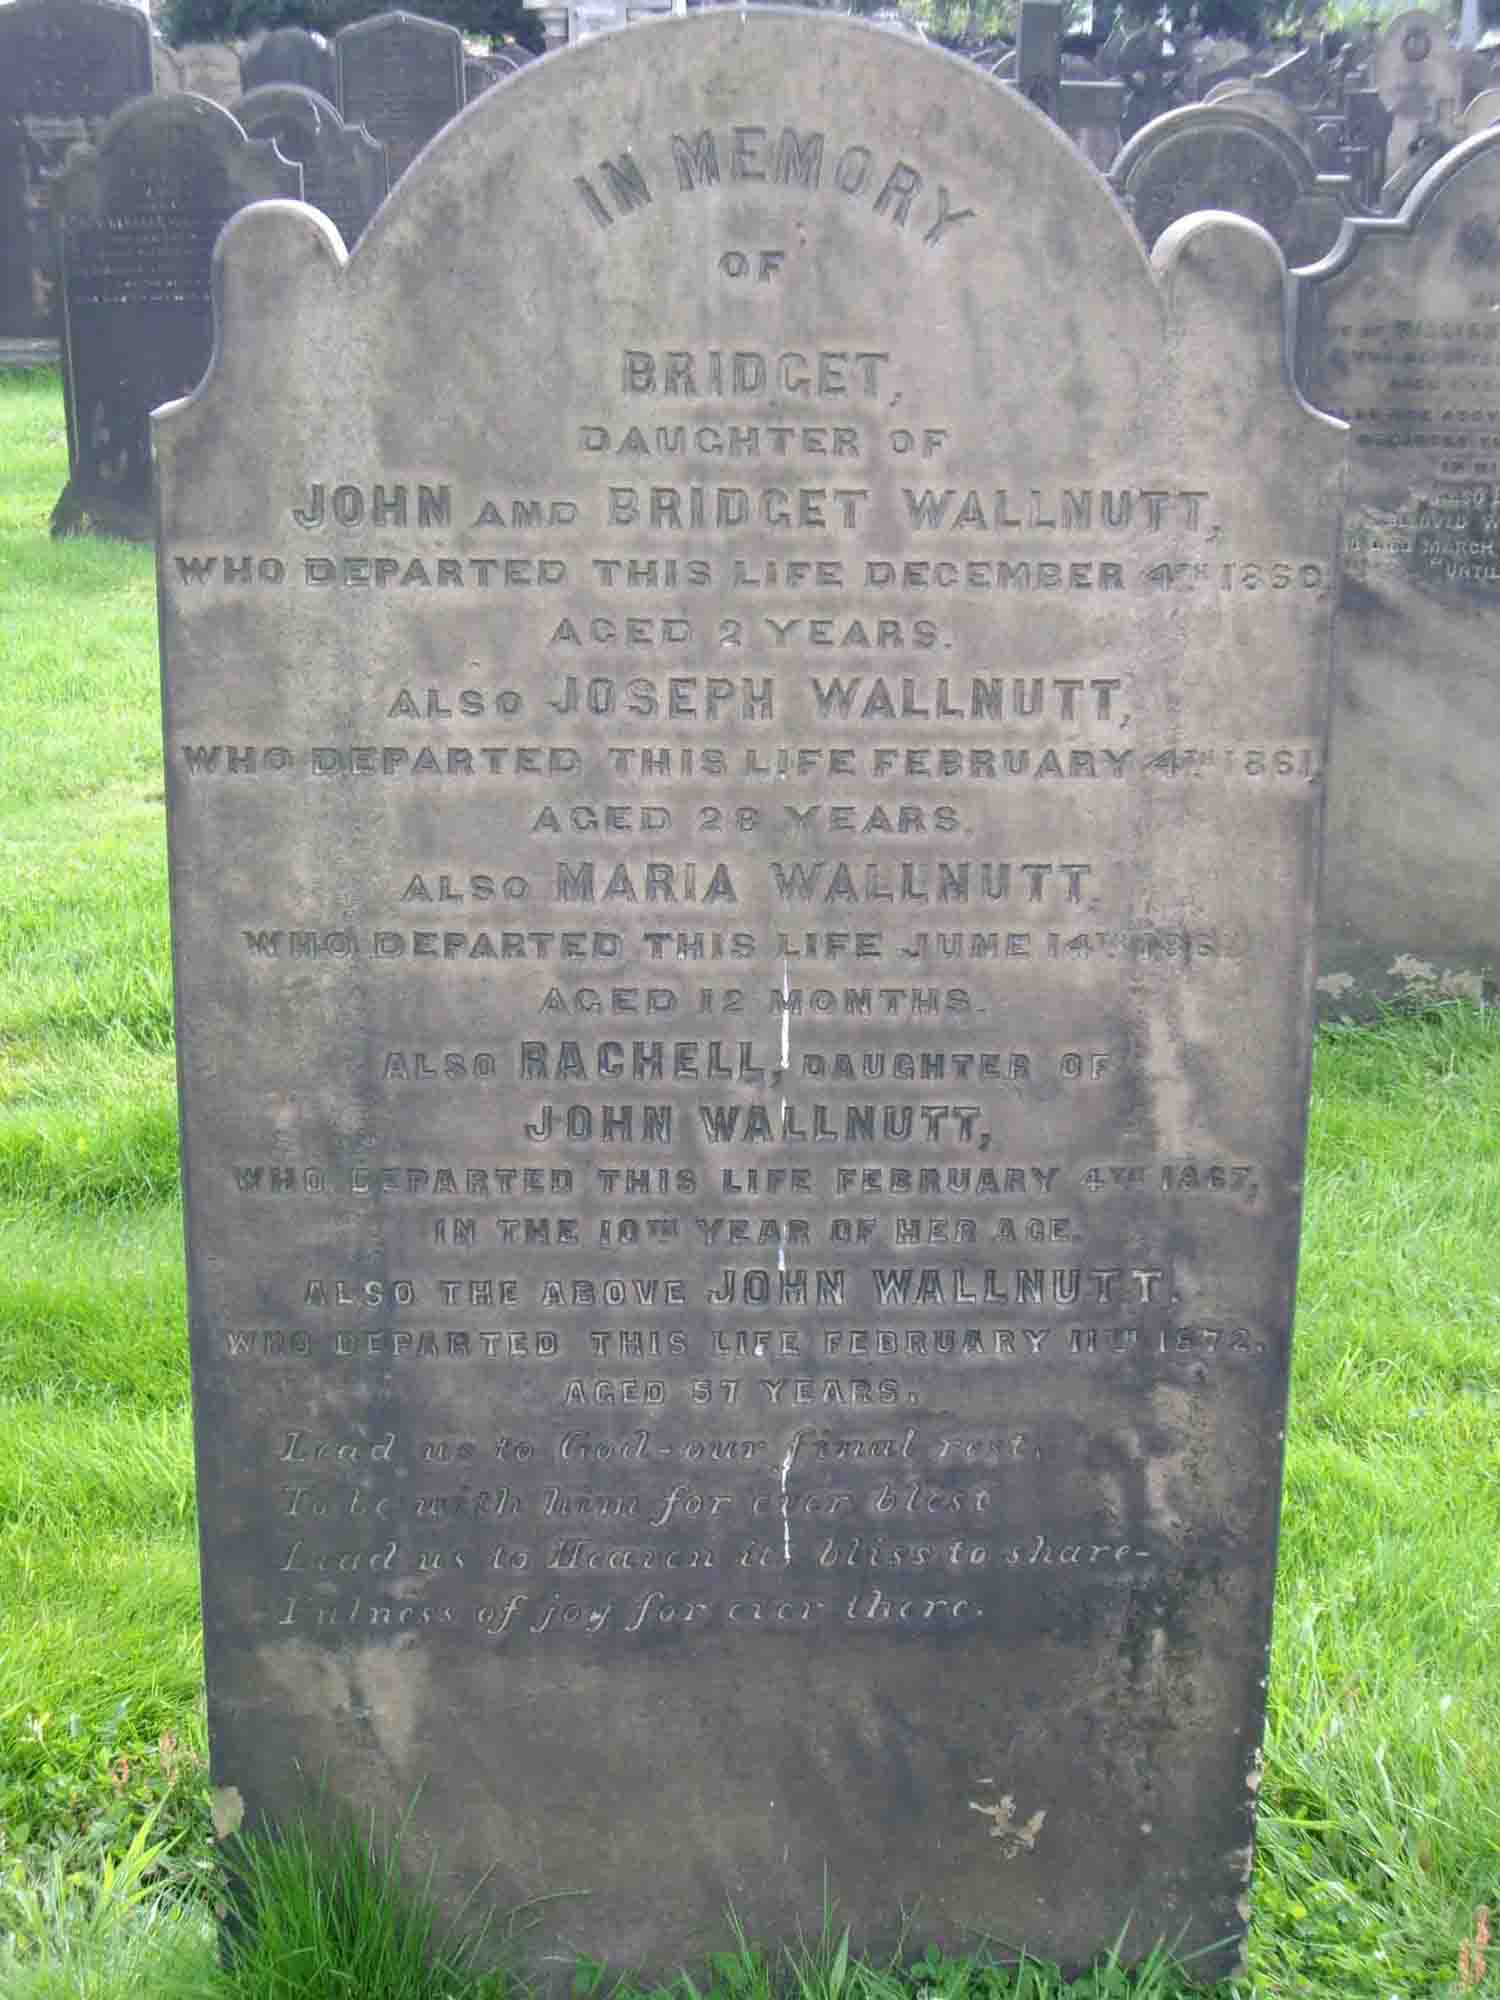 IN MEMORY
OF
BRIDGET,
DAUGHTER OF
JOHN AND BRIDGET WALLNUTT,
WHO DEPARTED THIS LIFE DECEMBER 4TH 1860,
AGED 2 YEARS.
ALSO JOSEPH WALLNUTT,
WHO DEPARTED THIS LIFE FEBRUARY 4TH 1861,
AGED 28 YEARS.
ALSO MARIA WALLNUTT,
WHO DEPARTED THIS LIFE JUNE 14TH
AGED 12 MONTHS.
ALSO RACHELL, DAUGHTER OF
JOHN WALLNUTT,
WHO DEPARTED THIS LIFE FEBRUARY 4TH 1867,
IN THE 10TH YEAR OF HER AGE.
ALSO THE ABOVE JOHN WALLNUTT.
WHO DEPARTED THIS LIFE FEBRUARY 11TH 1872.
AGED 57 YEARS.
Lead us to God-our final rest,
To be with him for ever blest
Lead us to Heaven its bliss to share-
Fulness of joy for ever there.